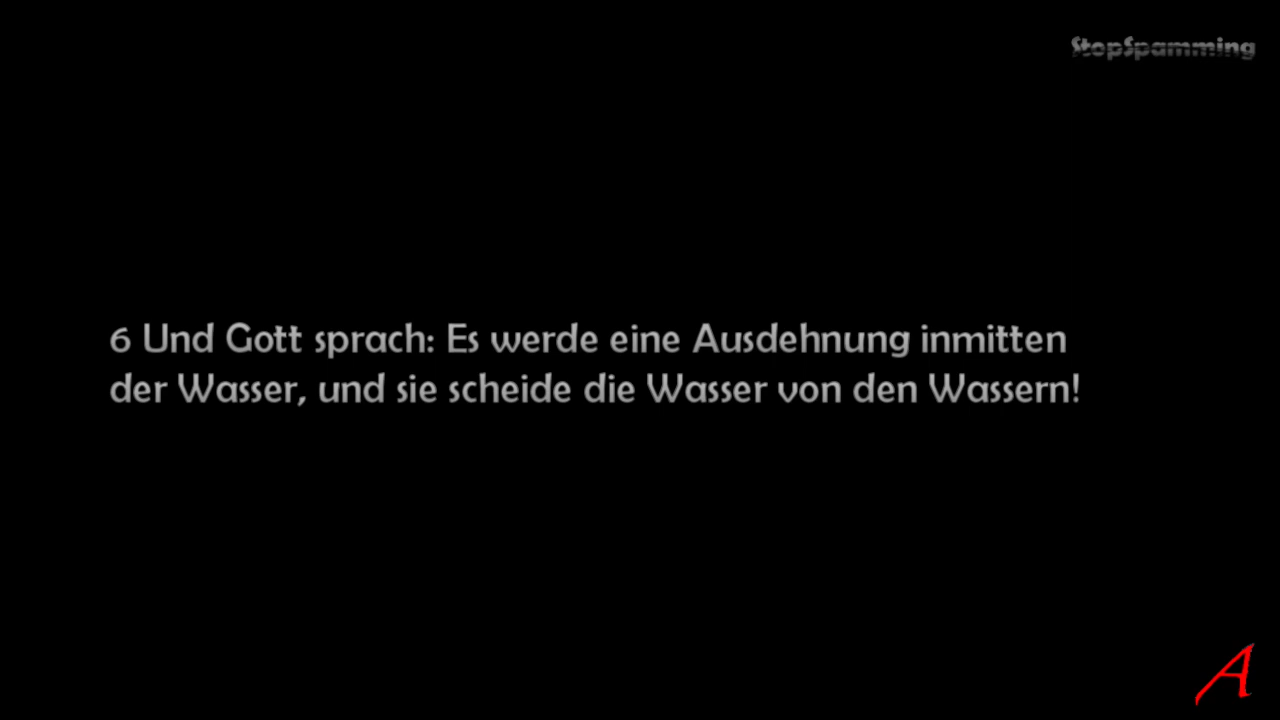 StopSpamming
6 Und Gott sprach: Es werde eine Ausdehnung inmitten
der Wasser, und sie scheide die Wasser von den Wassern!
A